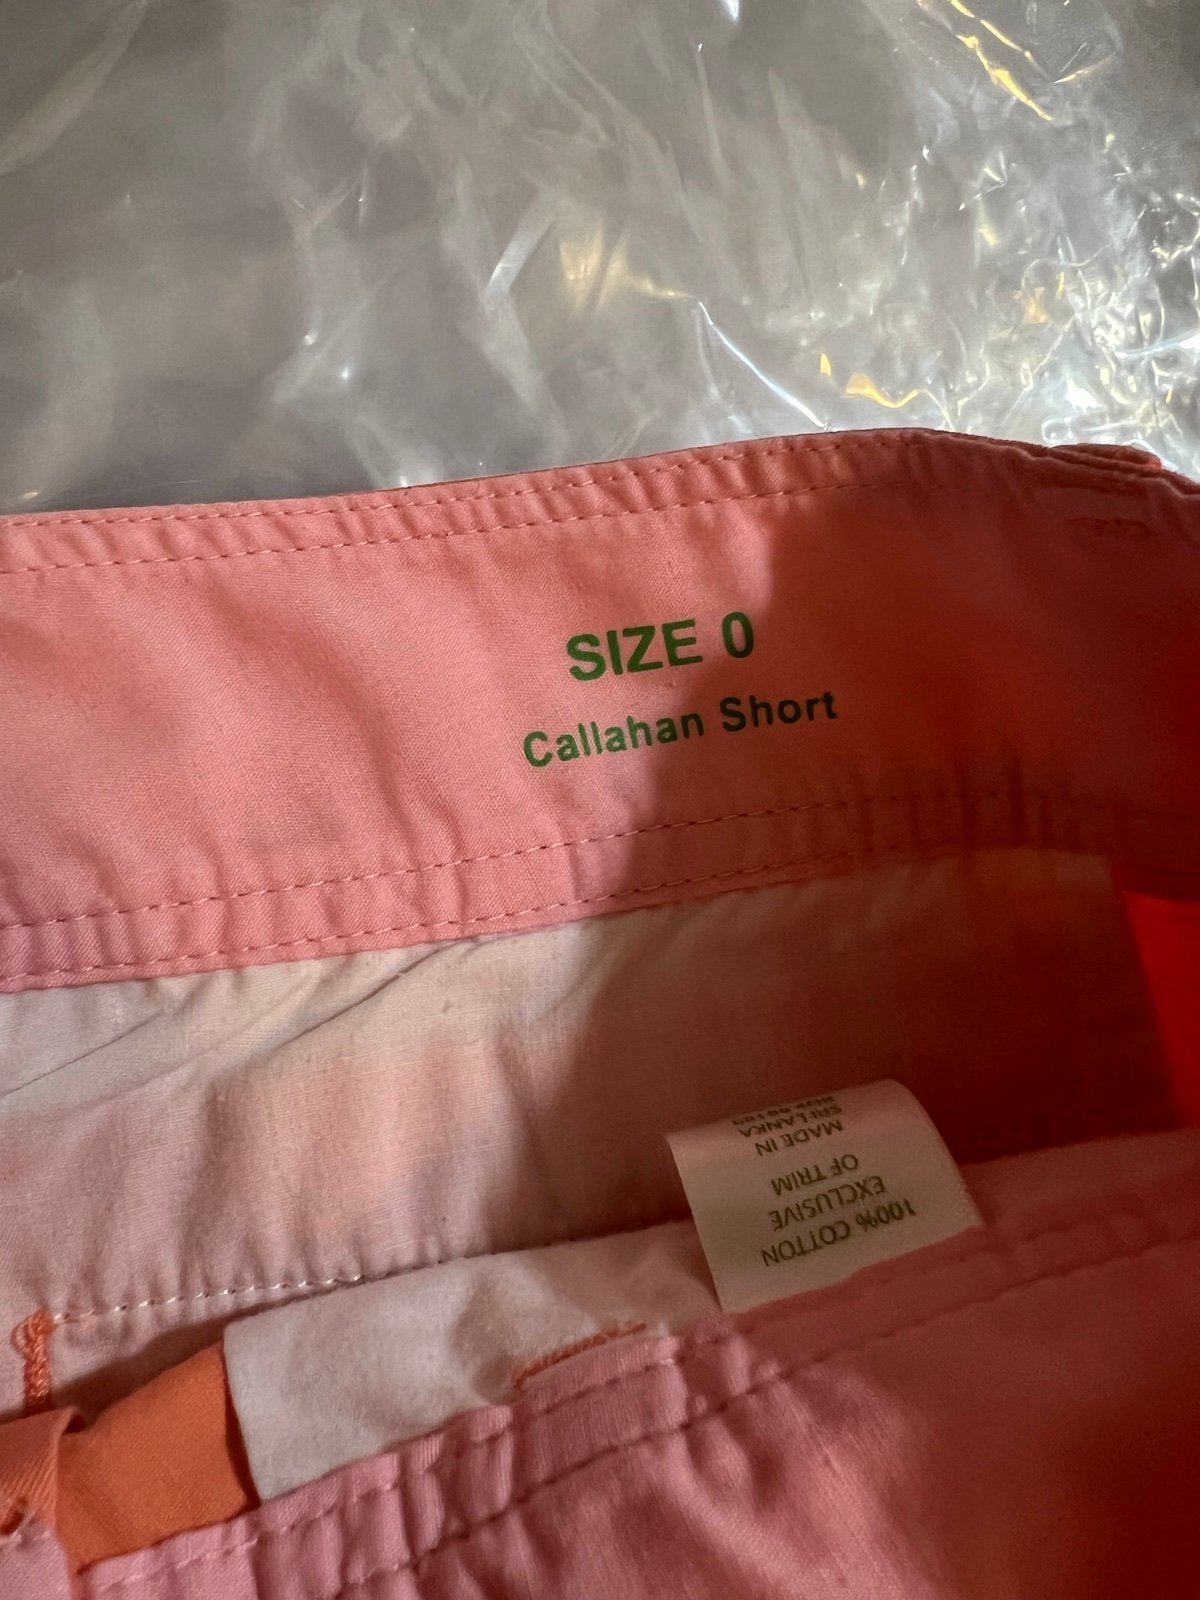 SIZE 0
Callahan Short
100% COTTON
EXCLUSIVE
OF TRIM
MADE IN
SRI LANKA